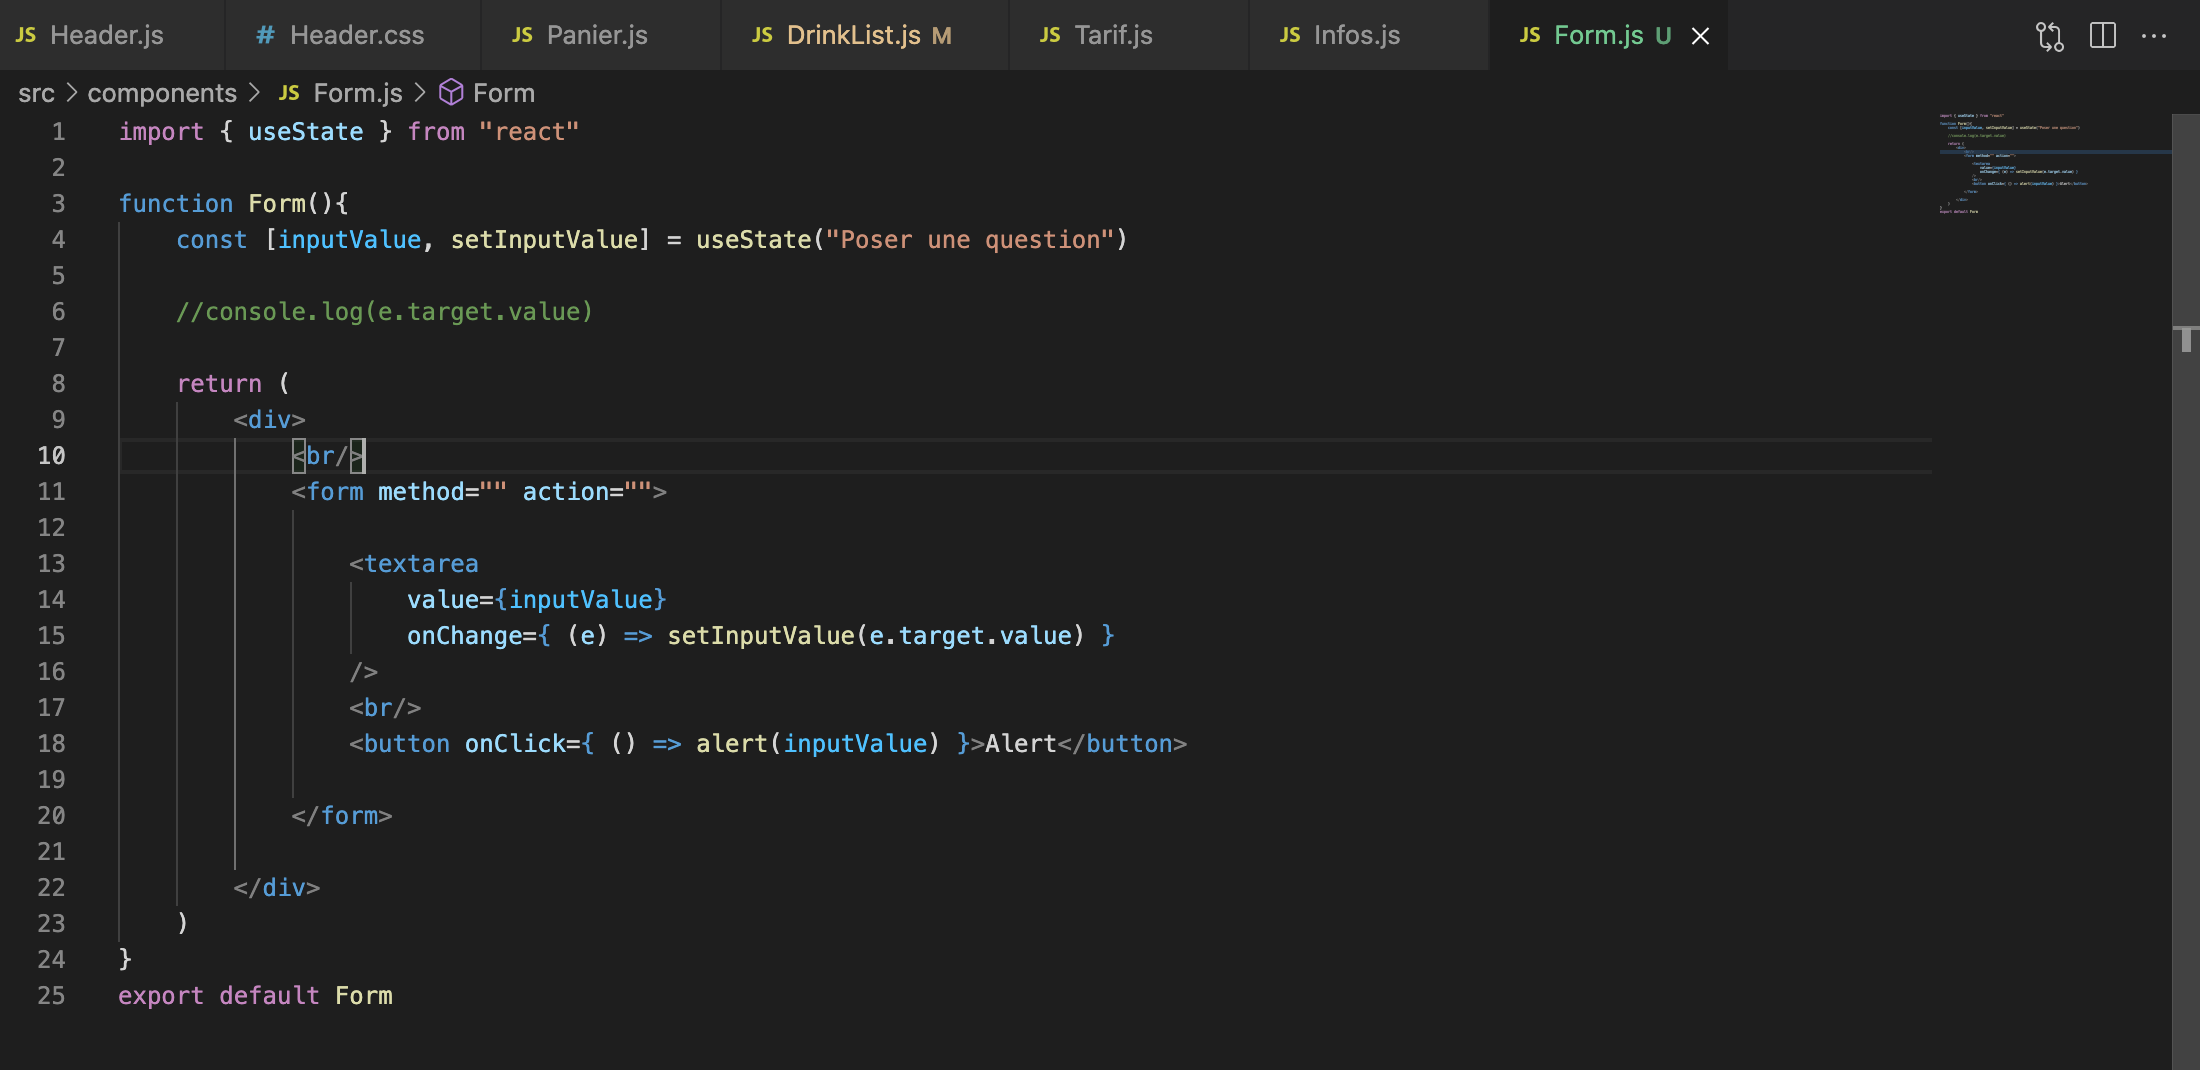 JS Header.js # Header.css JS Panier.js JS DrinkList.js M JS Tarif.js JS Infos.js JS Form.js U
src > components > JS Form.js > Form
1 import { useState } from "react"
2
3 function Form(){
4 const [inputValue, setInputValue] = useState("Poser une question")
5
6 //console.log(e.target.value)
7
8 return (
9 <div>
10 <br/>
11 <form method="" action="">
12
13 <textarea
14 value={inputValue}
15 onChange={ (e) => setInputValue(e.target.value) }
16 />
17 <br/>
18 <button onClick={ () => alert(inputValue) }>Alert</button>
19
20 </form>
21
22 </div>
23 )
24 }
25 export default Form